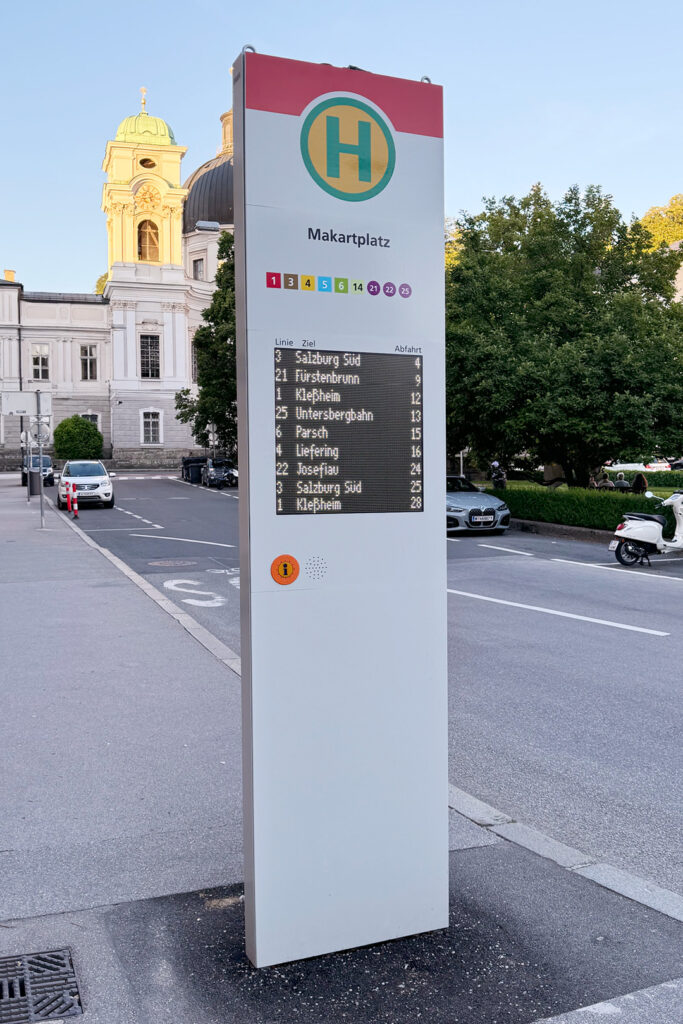 H
Makartplatz
1 3 4 5 6 14 21 22 25
Linie Ziel Abfahrt
3 Salzburg Süd 4
21 Fürstenbrunn 9
1 Kleßheim 12
25 Untersbergbahn 13
6 Parsch 15
4 Liefering 16
22 Josefiau 24
3 Salzburg Süd 25
1 Kleßheim 28
i
S